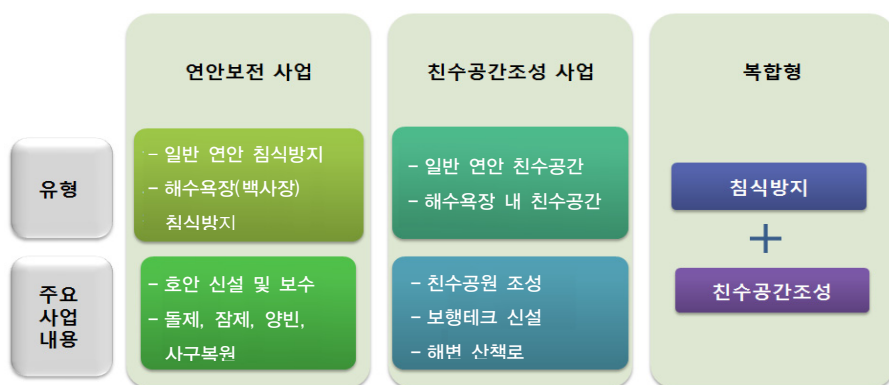 연안보전 사업
친수공간조성 사업
복합형
유형
- 일반 연안 침식방지
- 해수욕장(백사장)
침식방지
- 일반 연안 친수공간
- 해수욕장 내 친수공간
침식방지
+
친수공간조성
주요
사업
내용
- 호안 신설 및 보수
- 돌제, 잠제, 양빈,
사구복원
- 친수공원 조성
- 보행테크 신설
- 해변 산책로